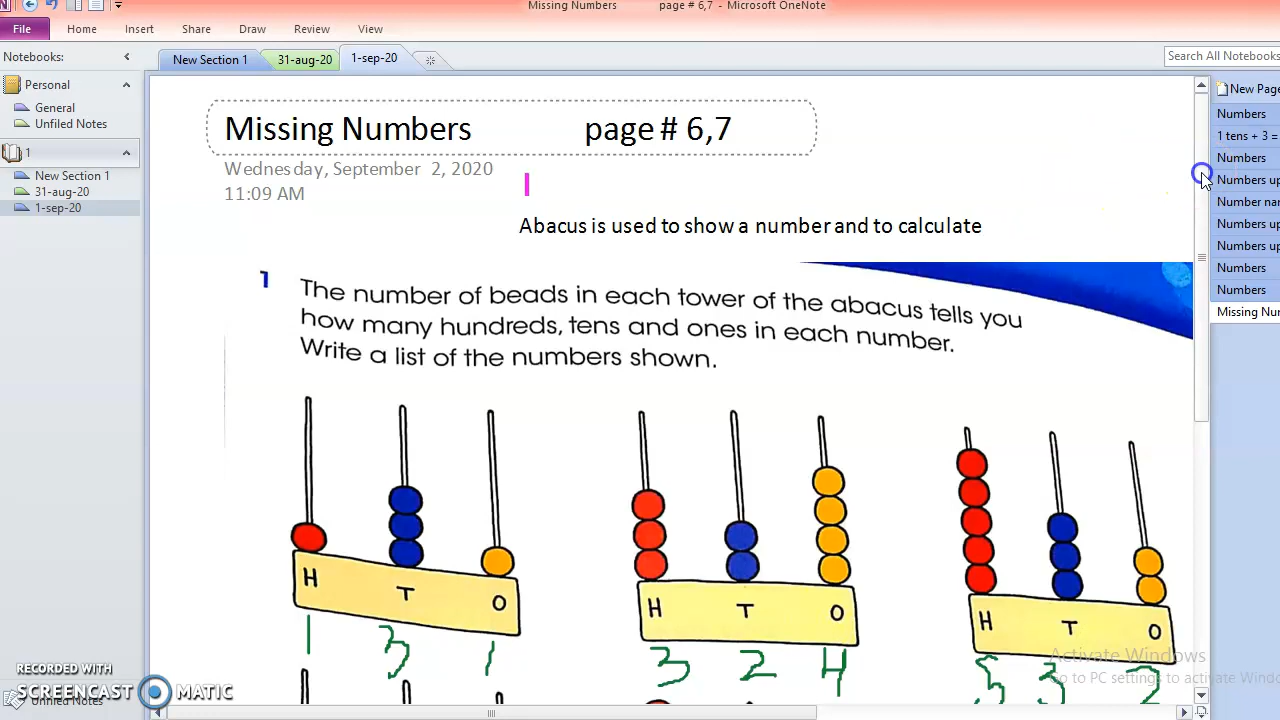 Missing Numbers page # 6,7 - Microsoft OneNote
File Home Insert Share Draw Review View
Notebooks:
New Section 1 31-aug-20 1-sep-20
Search All Notebooks
Personal
General
Unfiled Notes
1
New Section 1
31-aug-20
1-sep-20
Missing Numbers page # 6,7
Wednesday, September 2, 2020
11:09 AM
Abacus is used to show a number and to calculate
1 The number of beads in each tower of the abacus tells you
how many hundreds, tens and ones in each number.
Write a list of the numbers shown.
H T O H T O H T O
1 3 1 3 2 4 5 3 2
New Page
Numbers
1 tens + 3 =
Numbers
Numbers up
Number nar
Numbers up
Numbers up
Numbers
Numbers
Missing Num
Activate Windows
Go to PC settings to activate Windo
RECORDED WITH
SCREENCAST MATIC
Unfiled Notes